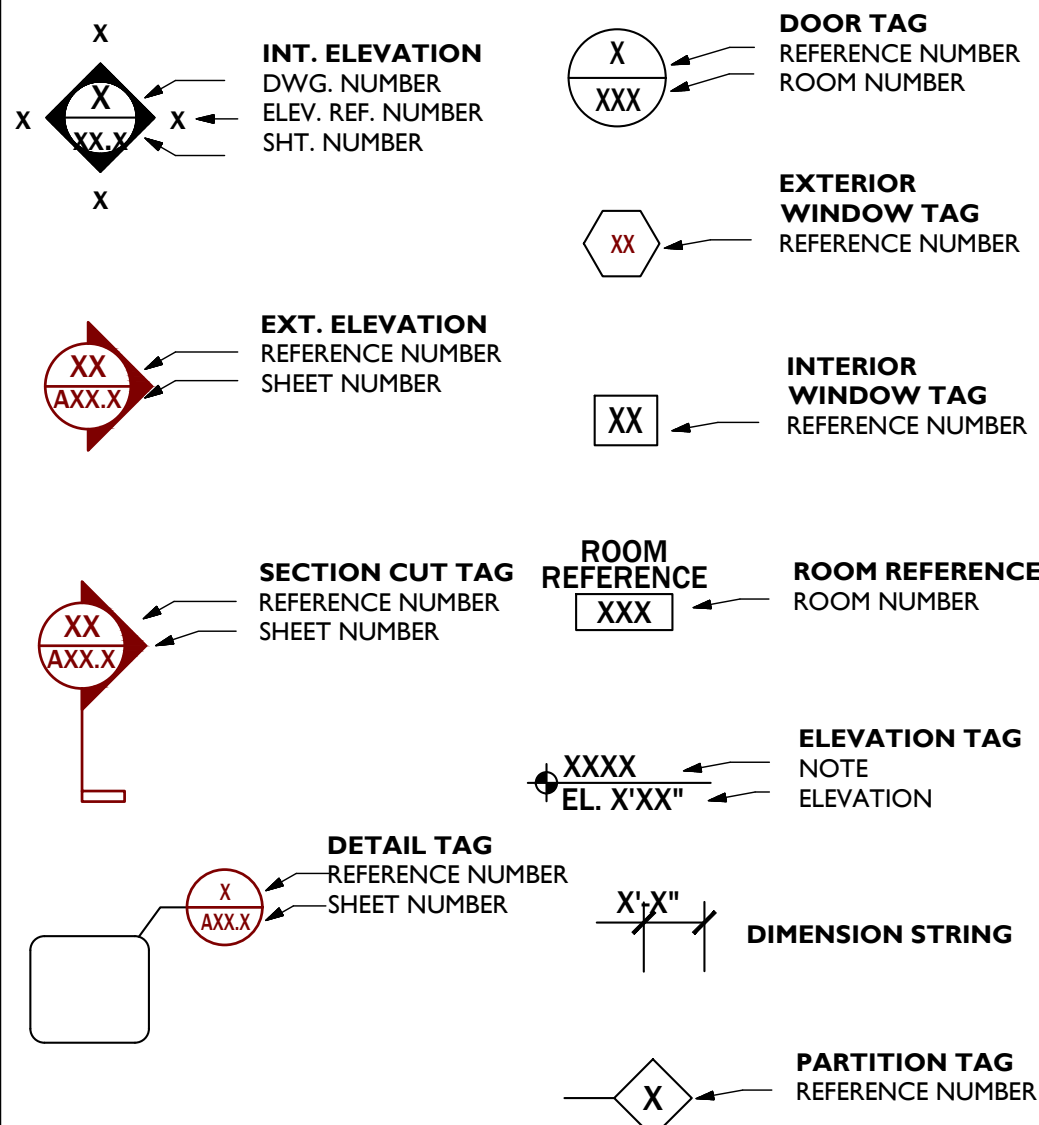 X
X
X
XX.X
X
X
INT. ELEVATION
DWG. NUMBER
ELEV. REF. NUMBER
SHT. NUMBER
XX
AXX.X
EXT. ELEVATION
REFERENCE NUMBER
SHEET NUMBER
XX
AXX.X
SECTION CUT TAG
REFERENCE NUMBER
SHEET NUMBER
X
AXX.X
DETAIL TAG
REFERENCE NUMBER
SHEET NUMBER
X
XXX
DOOR TAG
REFERENCE NUMBER
ROOM NUMBER
XX
EXTERIOR
WINDOW TAG
REFERENCE NUMBER
XX
INTERIOR
WINDOW TAG
REFERENCE NUMBER
ROOM
REFERENCE
XXX
ROOM REFERENCE
ROOM NUMBER
XXXX
EL. X'XX"
ELEVATION TAG
NOTE
ELEVATION
X'-X"
DIMENSION STRING
X
PARTITION TAG
REFERENCE NUMBER